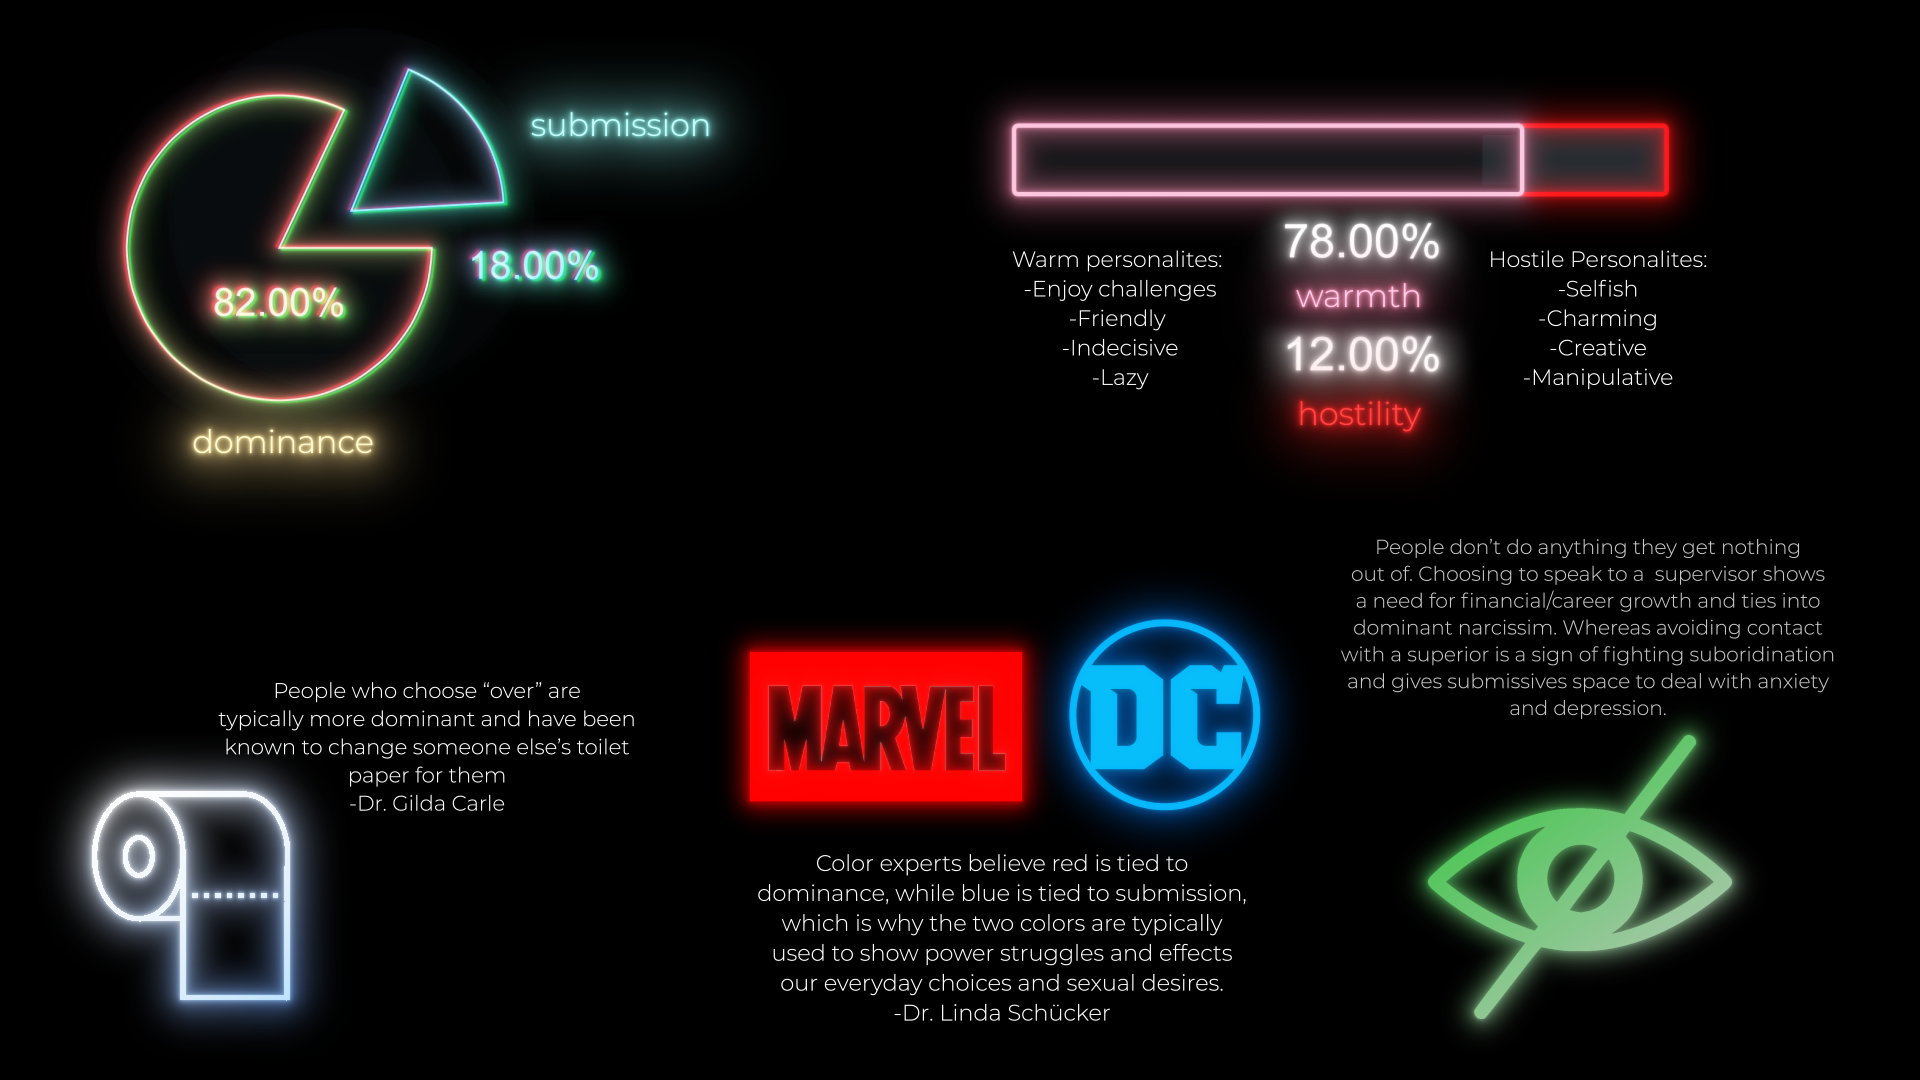 submission
18.00%
82.00%
dominance
78.00%
warmth
12.00%
hostility
Warm personalites:
-Enjoy challenges
-Friendly
-Indecisive
-Lazy
Hostile Personalites:
-Selfish
-Charming
-Creative
-Manipulative
People who choose “over” are
typically more dominant and have been
known to change someone else’s toilet
paper for them
-Dr. Gilda Carle
MARVEL
DC
Color experts believe red is tied to
dominance, while blue is tied to submission,
which is why the two colors are typically
used to show power struggles and effects
our everyday choices and sexual desires.
-Dr. Linda Schücker
People don’t do anything they get nothing
out of. Choosing to speak to a  supervisor shows
a need for financial/career growth and ties into
dominant narcissim. Whereas avoiding contact
with a superior is a sign of fighting suboridination
and gives submissives space to deal with anxiety
and depression.